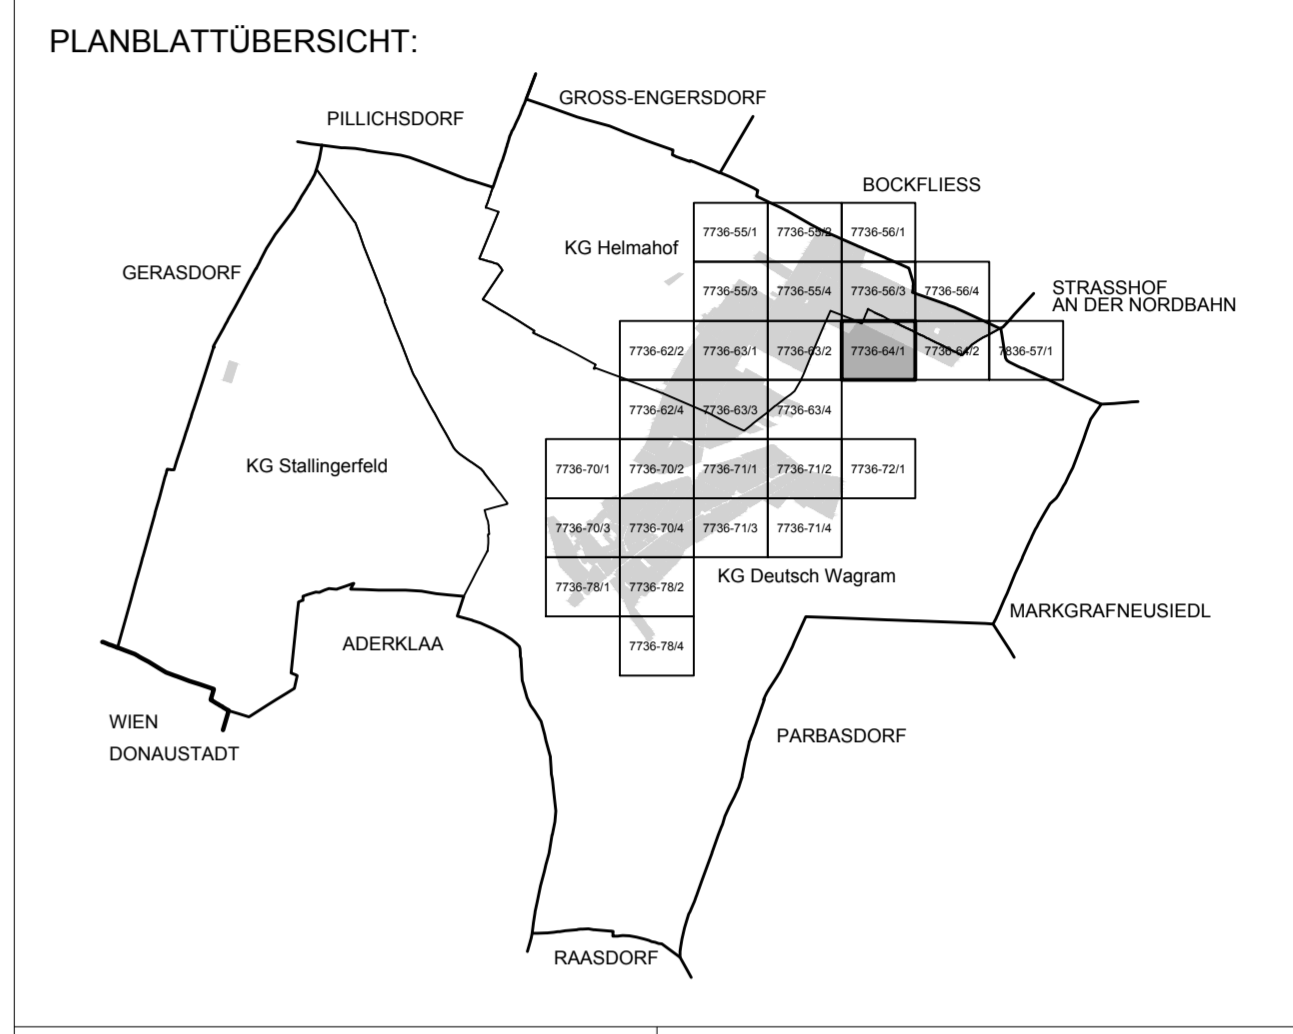 PLANBLATTÜBERSICHT:
GROSS-ENGERSDORF
PILLICHSDORF
BOCKFLIESS
7736-55/1 7736-55/2 7736-56/1
KG Helmahof
GERASDORF
7736-55/3 7736-55/4 7736-56/3 7736-56/4
STRASSHOF
AN DER NORDBAHN
7736-62/2 7736-63/1 7736-63/2 7736-64/1 7736-64/2 7836-57/1
7736-62/4 7736-63/3 7736-63/4
KG Stallingerfeld
7736-70/1 7736-70/2 7736-71/1 7736-71/2 7736-72/1
7736-70/3 7736-70/4 7736-71/3 7736-71/4
KG Deutsch Wagram
7736-78/1 7736-78/2
MARKGRAFNEUSIEDL
ADERKLAA
7736-78/4
WIEN
DONAUSTADT
PARBASDORF
RAASDORF